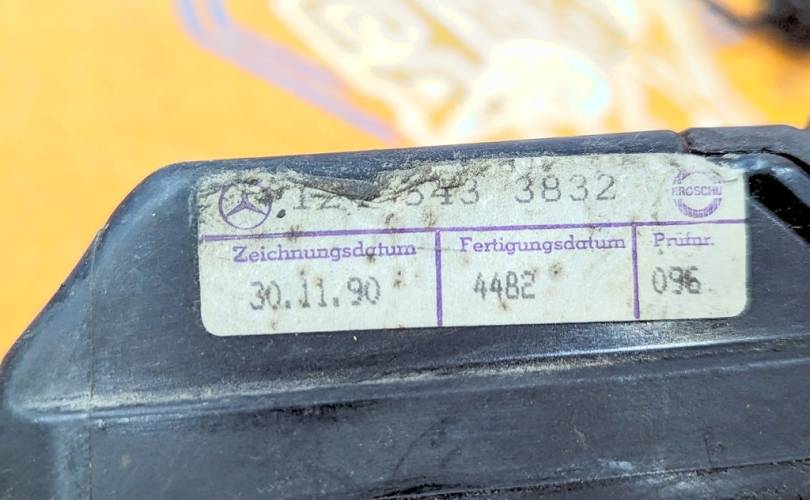 3832
KROSCHU
Zeichnungsdatum Fertigungsdatum Prüfnr.
30.11.90 4482 096